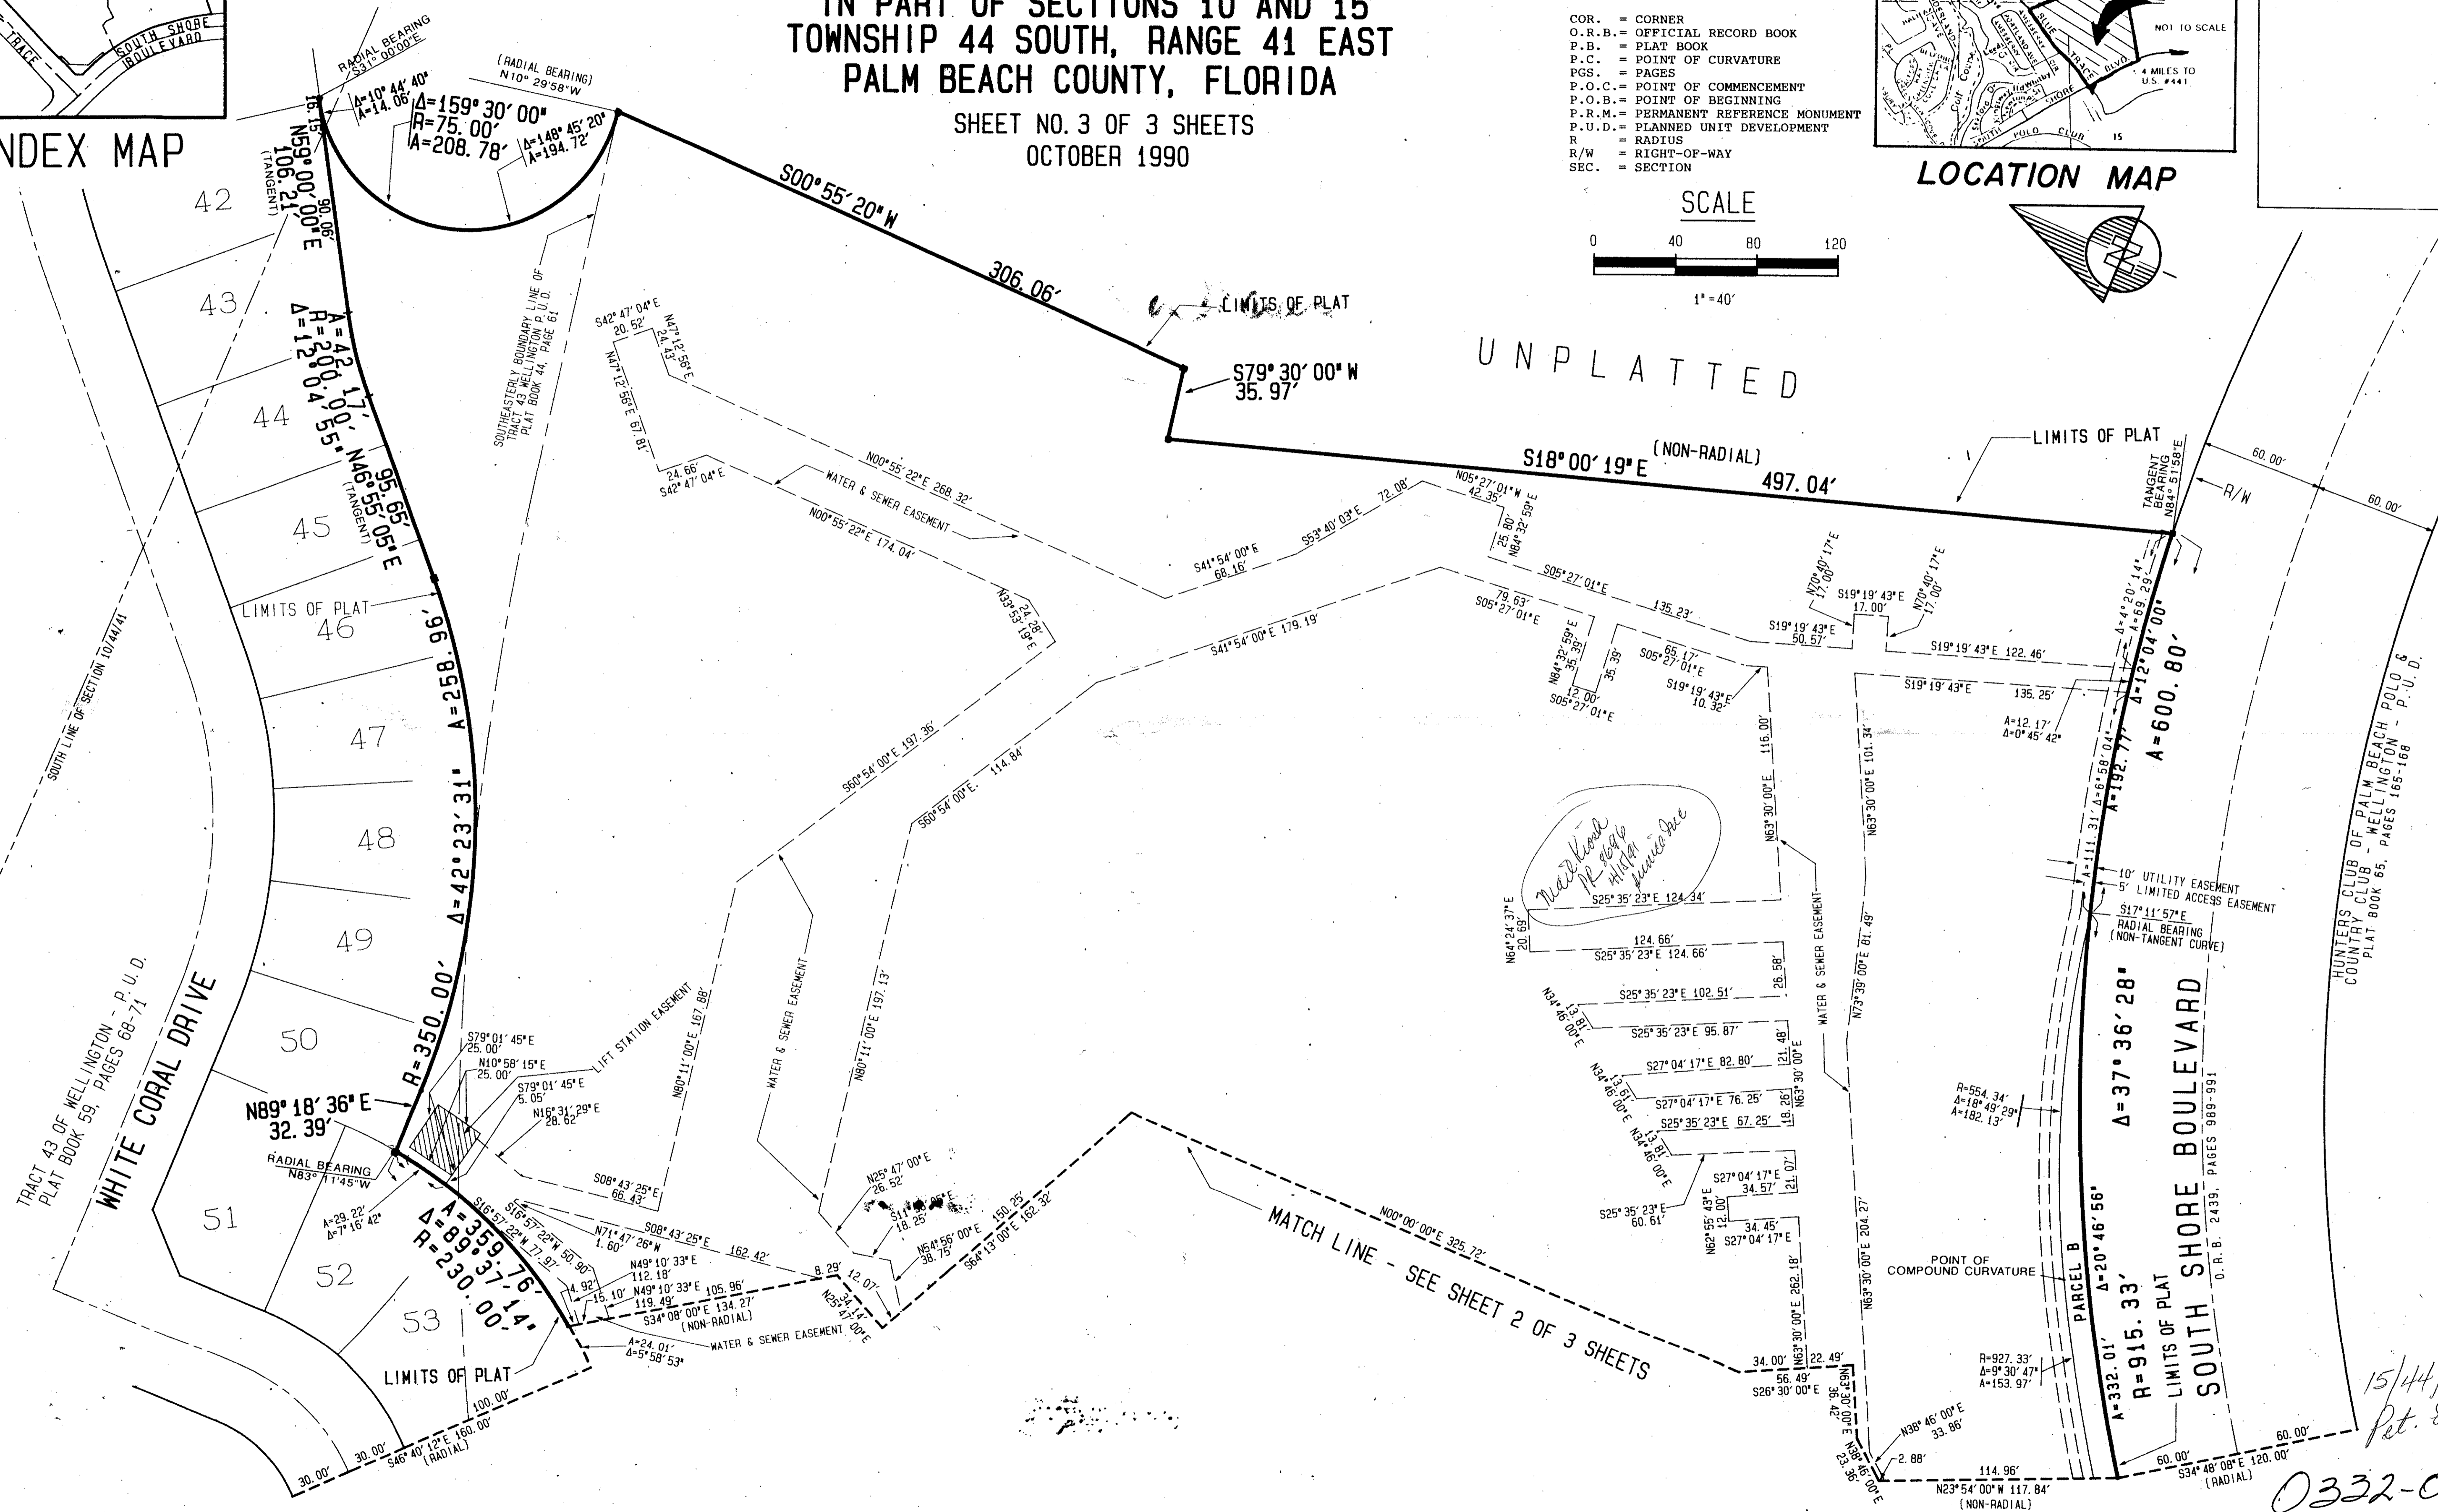 IN PART OF SECTIONS 10 AND 15
TOWNSHIP 44 SOUTH, RANGE 41 EAST
PALM BEACH COUNTY, FLORIDA
SHEET NO. 3 OF 3 SHEETS
OCTOBER 1990
TRACE
SOUTH SHORE
BOULEVARD
NDEX MAP
COR. = CORNER
O.R.B.= OFFICIAL RECORD BOOK
P.B. = PLAT BOOK
P.C. = POINT OF CURVATURE
PGS. = PAGES
P.O.C.= POINT OF COMMENCEMENT
P.O.B.= POINT OF BEGINNING
P.R.M.= PERMANENT REFERENCE MONUMENT
P.U.D.= PLANNED UNIT DEVELOPMENT
R = RADIUS
R/W = RIGHT-OF-WAY
SEC. = SECTION
NOT TO SCALE
4 MILES TO
U.S. #441
BLUE
TRACE
BLVD.
SHORE
SOUTH
POLO CLUB
15
LOCATION MAP
SCALE
0 40 80 120
1"=40'
N
RADIAL BEARING
S31°00'00"E
(RADIAL BEARING)
N10°29'58"W
Δ=10°44'40"
A=14.06'
Δ=159°30'00"
R=75.00'
A=208.78'
Δ=148°45'20"
A=194.72'
16.15'
N59°00'00"E
106.21'
(TANGENT)
90.06'
S00°55'20"W
306.06'
LIMITS OF PLAT
S79°30'00"W
35.97'
UNPLATTED
S18°00'19"E
(NON-RADIAL)
497.04'
LIMITS OF PLAT
TANGENT
BEARING
N84°51'58"E
60.00'
R/W
60.00'
42
43
44
45
46
47
48
49
50
51
52
53
A=42.17'
R=200.00'
Δ=12°04'55"
95.65'
N46°55'05"E
(TANGENT)
LIMITS OF PLAT
A=258.96'
Δ=42°23'31"
R=350.00'
SOUTH LINE OF SECTION 10/44/41
SOUTHEASTERLY BOUNDARY LINE OF
TRACT 43 WELLINGTON P.U.D.
PLAT BOOK 44, PAGE 61
S42°47'04"E
20.52'
N47°12'56"E
24.43'
N47°12'56"E 67.81'
24.66'
S42°47'04"E
N00°55'22"E 268.32'
WATER & SEWER EASEMENT
N00°55'22"E 174.04'
N33°53'19"E
24.28'
S41°54'00"E
68.16'
S53°40'03"E
72.08'
N05°27'01"W
42.35'
25.80'
N84°32'59"E
S05°27'01"E
135.23'
79.63'
S05°27'01"E
S41°54'00"E 179.19'
N84°32'59"E
35.39'
12.00'
S05°27'01"E
35.39'
65.17'
S05°27'01"E
S19°19'43"E
10.32'
N70°40'17"E
17.00'
S19°19'43"E
17.00'
N70°40'17"E
17.00'
S19°19'43"E
50.57'
S19°19'43"E 122.46'
S19°19'43"E 135.25'
A=12.17'
Δ=0°45'42"
Δ=4°20'14"
A=69.29'
Δ=12°04'00"
A=192.77'
A=600.80'
A=111.31' Δ=6°58'04"
S60°54'00"E 197.36'
S60°54'00"E 114.84'
N63°30'00"E 116.00'
N63°30'00"E 101.34'
N73°39'00"E 81.49'
WATER & SEWER EASEMENT
Mail Kiosk
PR 8696
S25°35'23"E 124.34'
N64°24'37"E
20.69'
124.66'
S25°35'23"E 124.66'
26.58'
S25°35'23"E 102.51'
N34°46'00"E
13.81'
S25°35'23"E 95.87'
21.48'
S27°04'17"E 82.80'
N63°30'00"E
13.61'
N34°46'00"E
S27°04'17"E 76.25'
18.26'
S25°35'23"E 67.25'
13.81'
N34°46'00"E
S25°35'23"E
60.61'
21.07'
S27°04'17"E
34.57'
N62°55'43"E
12.00'
34.45'
S27°04'17"E
N63°30'00"E 262.18'
N63°30'00"E 204.27'
10' UTILITY EASEMENT
5' LIMITED ACCESS EASEMENT
S17°11'57"E
RADIAL BEARING
(NON-TANGENT CURVE)
HUNTERS CLUB OF PALM BEACH POLO &
COUNTRY CLUB - WELLINGTON - P.U.D.
PLAT BOOK 65, PAGES 165-168
R=554.34'
Δ=18°49'29"
A=182.13'
Δ=37°36'28"
SOUTH SHORE BOULEVARD
O.R.B. 2439, PAGES 989-991
POINT OF
COMPOUND CURVATURE
PARCEL B
Δ=20°46'56"
A=332.01'
R=915.33'
LIMITS OF PLAT
R=927.33'
Δ=9°30'47"
A=153.97'
TRACT 43 OF WELLINGTON - P.U.D.
PLAT BOOK 59, PAGES 68-71
WHITE CORAL DRIVE
N89°18'36"E
32.39'
RADIAL BEARING
N83°11'45"W
S79°01'45"E
25.00'
N10°58'15"E
25.00'
S79°01'45"E
5.05'
N16°31'29"E
28.62'
LIFT STATION EASEMENT
N80°11'00"E 167.88'
WATER & SEWER EASEMENT
N80°11'00"E 197.13'
S08°43'25"E
66.43'
A=29.22'
Δ=7°16'42"
A=359.76'
Δ=89°37'14"
R=230.00'
S16°57'22"W 77.97'
S16°57'22"W 50.90'
N71°47'26"W
1.60'
S08°43'25"E 162.42'
N49°10'33"E
112.18'
4.92'
15.10'
N49°10'33"E 105.96'
119.49'
S34°08'00"E 134.27'
(NON-RADIAL)
WATER & SEWER EASEMENT
A=24.01'
Δ=5°58'53"
8.29'
12.07'
34.14'
N25°47'00"E
N25°47'00"E
26.52'
18.25'
N54°56'00"E
38.75'
150.25'
S64°13'00"E 162.32'
N00°00'00"E 325.72'
MATCH LINE - SEE SHEET 2 OF 3 SHEETS
34.00'
22.49'
56.49'
S26°30'00"E
N63°30'00"E
36.42'
N38°46'00"E
23.36'
N38°46'00"E
33.86'
2.88'
114.96'
N23°54'00"W 117.84'
(NON-RADIAL)
60.00'
60.00'
S34°48'08"E 120.00'
(RADIAL)
LIMITS OF PLAT
100.00'
30.00'
30.00'
S46°40'12"E 160.00'
(RADIAL)
15/44/
Pet.
0332-0